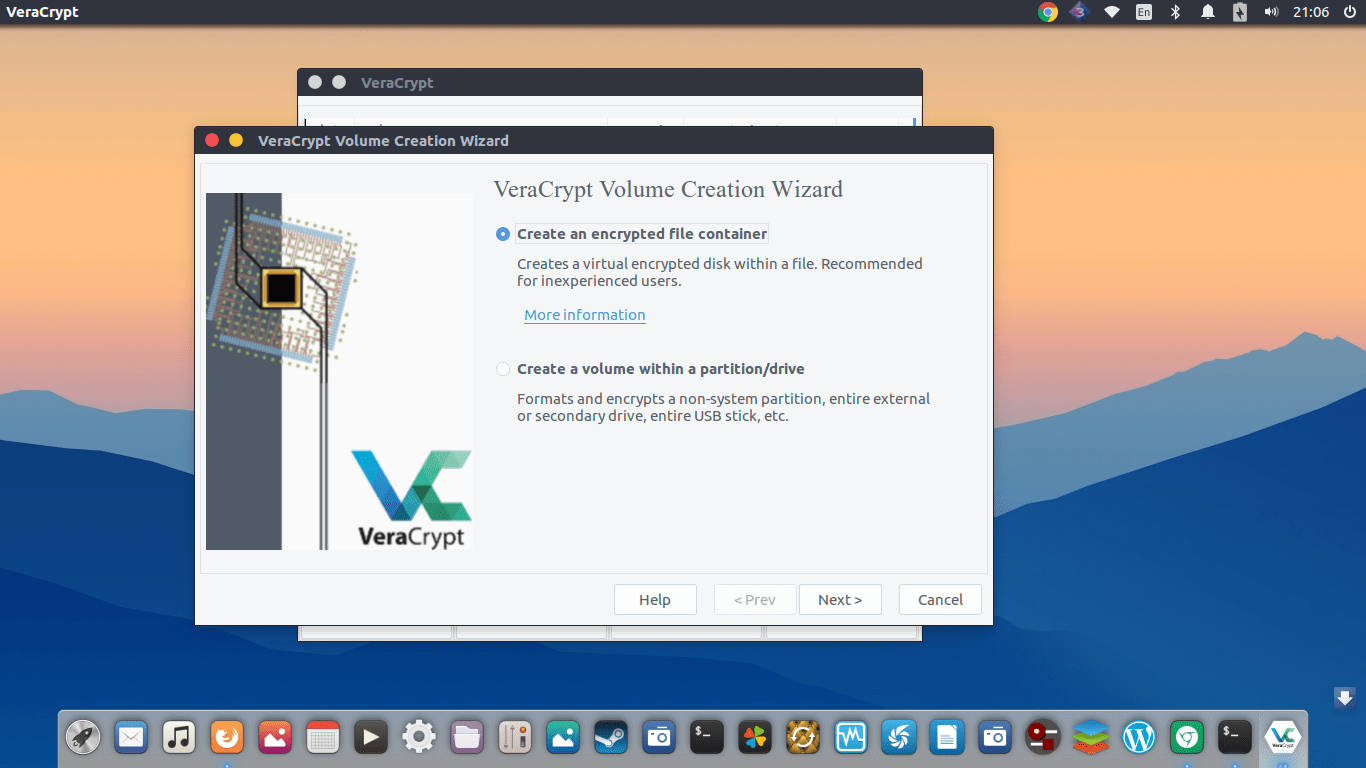 VeraCrypt
3
En
21:06
VeraCrypt
VeraCrypt Volume Creation Wizard
VeraCrypt Volume Creation Wizard
Create an encrypted file container
Creates a virtual encrypted disk within a file. Recommended
for inexperienced users.
More information
Create a volume within a partition/drive
Formats and encrypts a non-system partition, entire external
or secondary drive, entire USB stick, etc.
VeraCrypt
Help
< Prev
Next >
Cancel
$_
$_
VeraCrypt